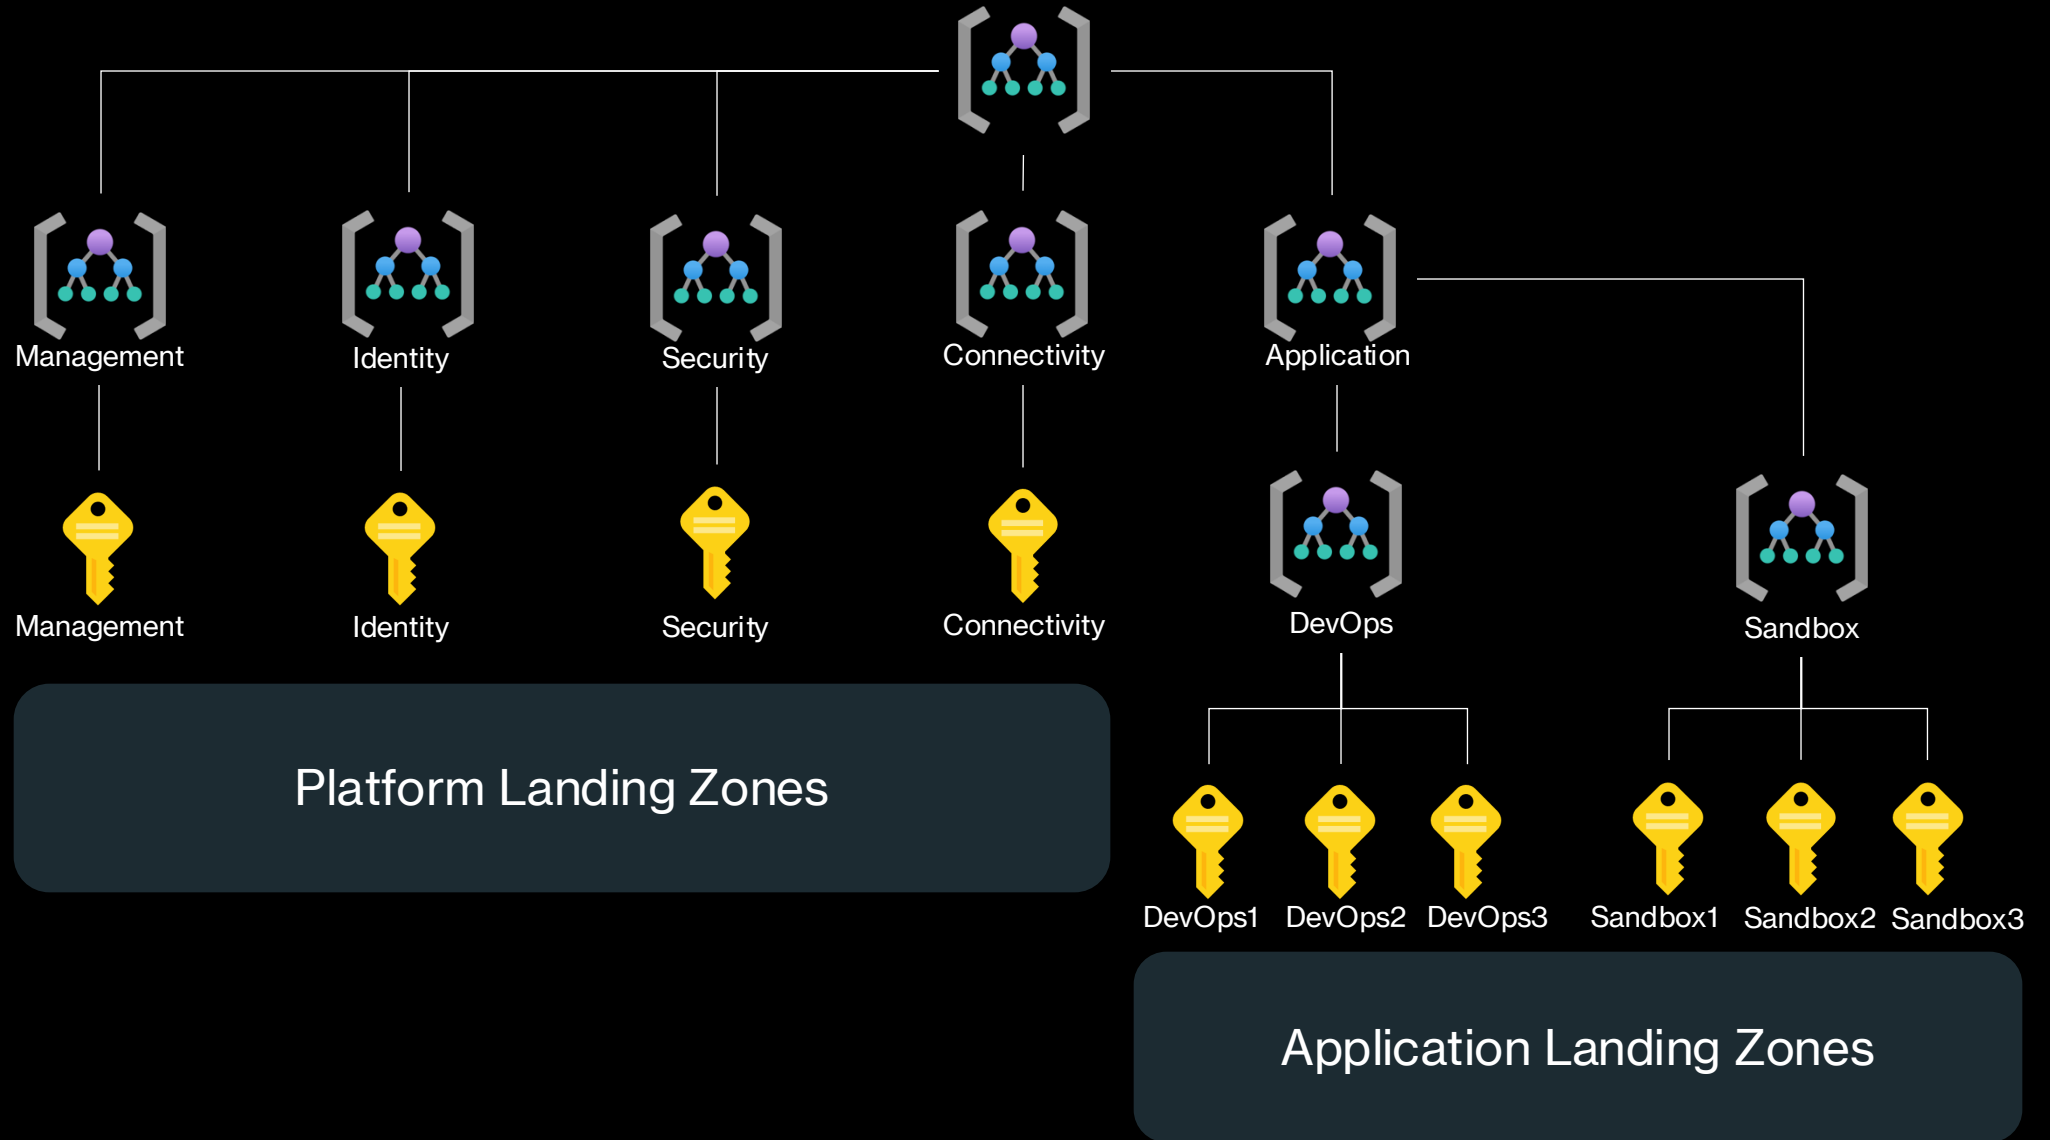 Management
Identity
Security
Connectivity
Application
Management
Identity
Security
Connectivity
DevOps
Sandbox
Platform Landing Zones
DevOps1
DevOps2
DevOps3
Sandbox1
Sandbox2
Sandbox3
Application Landing Zones